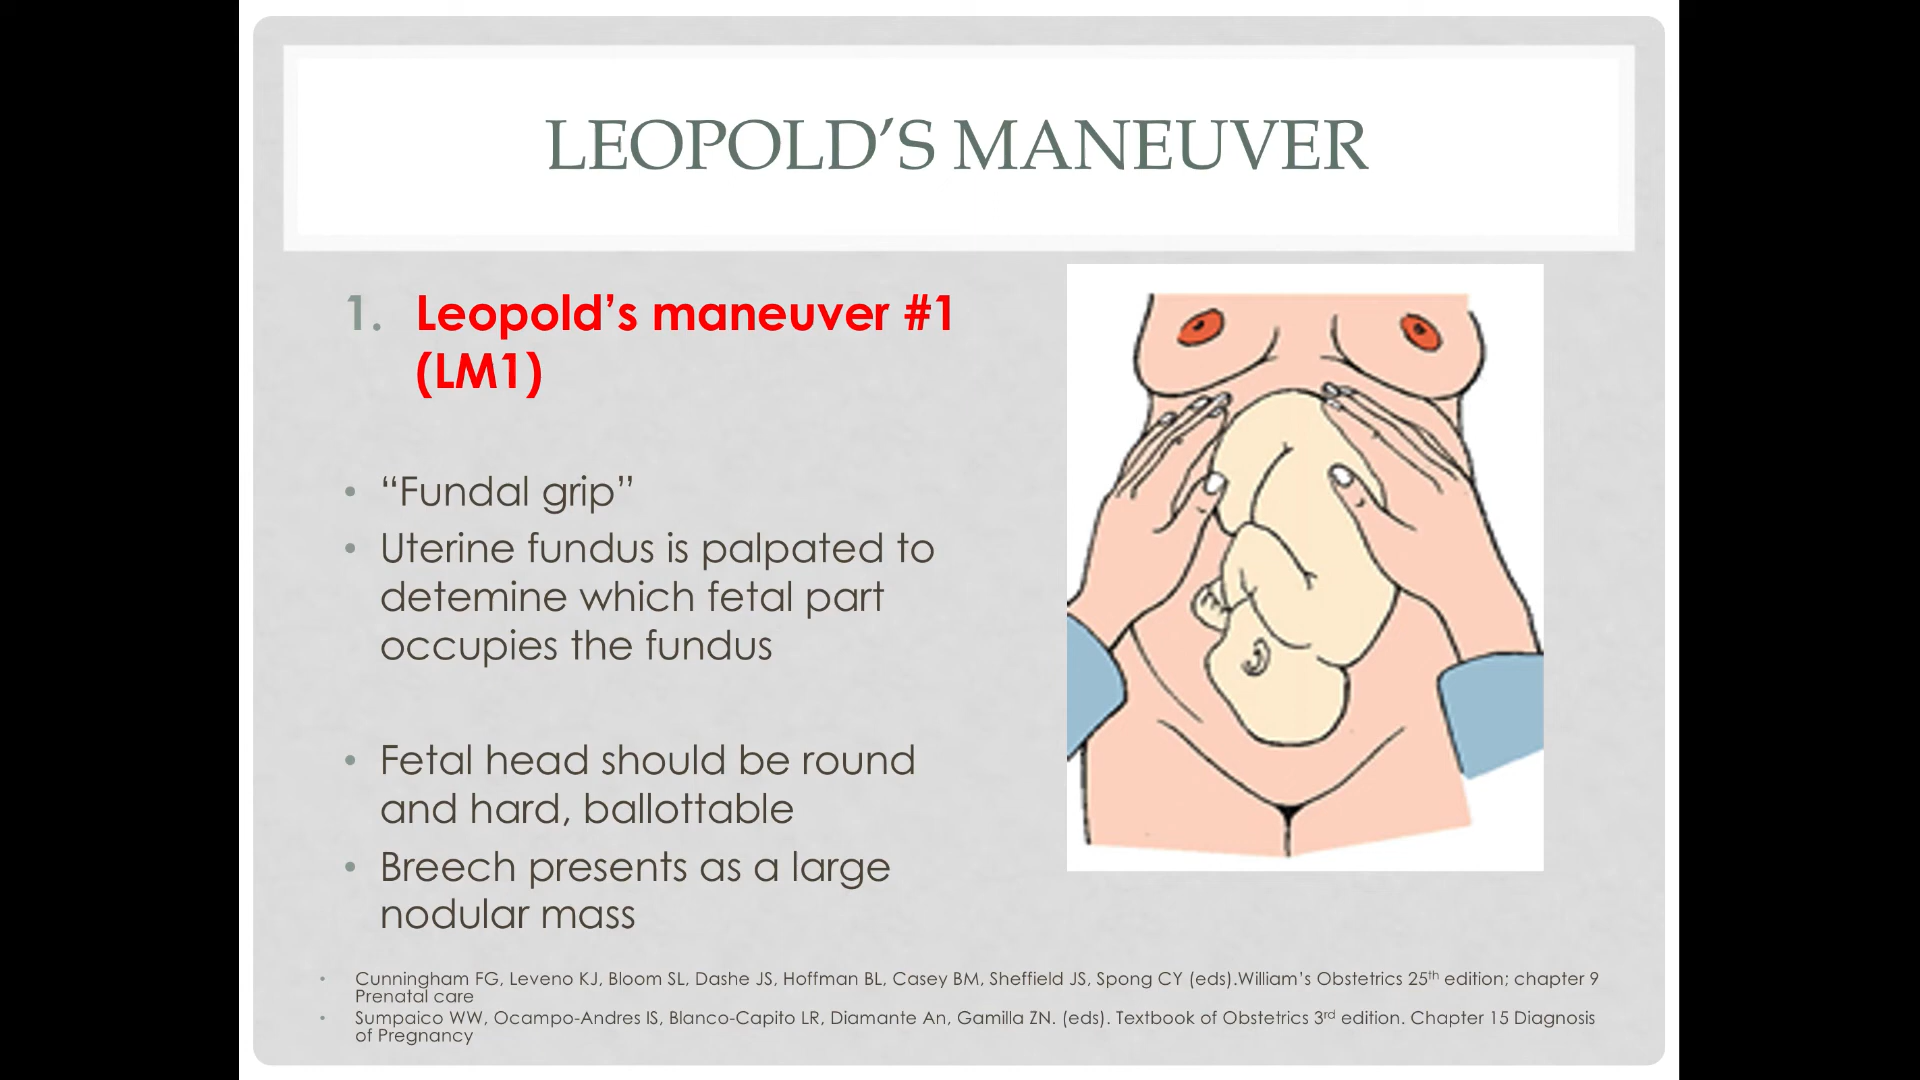 LEOPOLD’S MANEUVER
1. Leopold’s maneuver #1
(LM1)
• “Fundal grip”
• Uterine fundus is palpated to
detemine which fetal part
occupies the fundus
• Fetal head should be round
and hard, ballottable
• Breech presents as a large
nodular mass
• Cunningham FG, Leveno KJ, Bloom SL, Dashe JS, Hoffman BL, Casey BM, Sheffield JS, Spong CY (eds).William’s Obstetrics 25th edition; chapter 9
Prenatal care
• Sumpaico WW, Ocampo-Andres IS, Blanco-Capito LR, Diamante An, Gamilla ZN. (eds). Textbook of Obstetrics 3rd edition. Chapter 15 Diagnosis
of Pregnancy